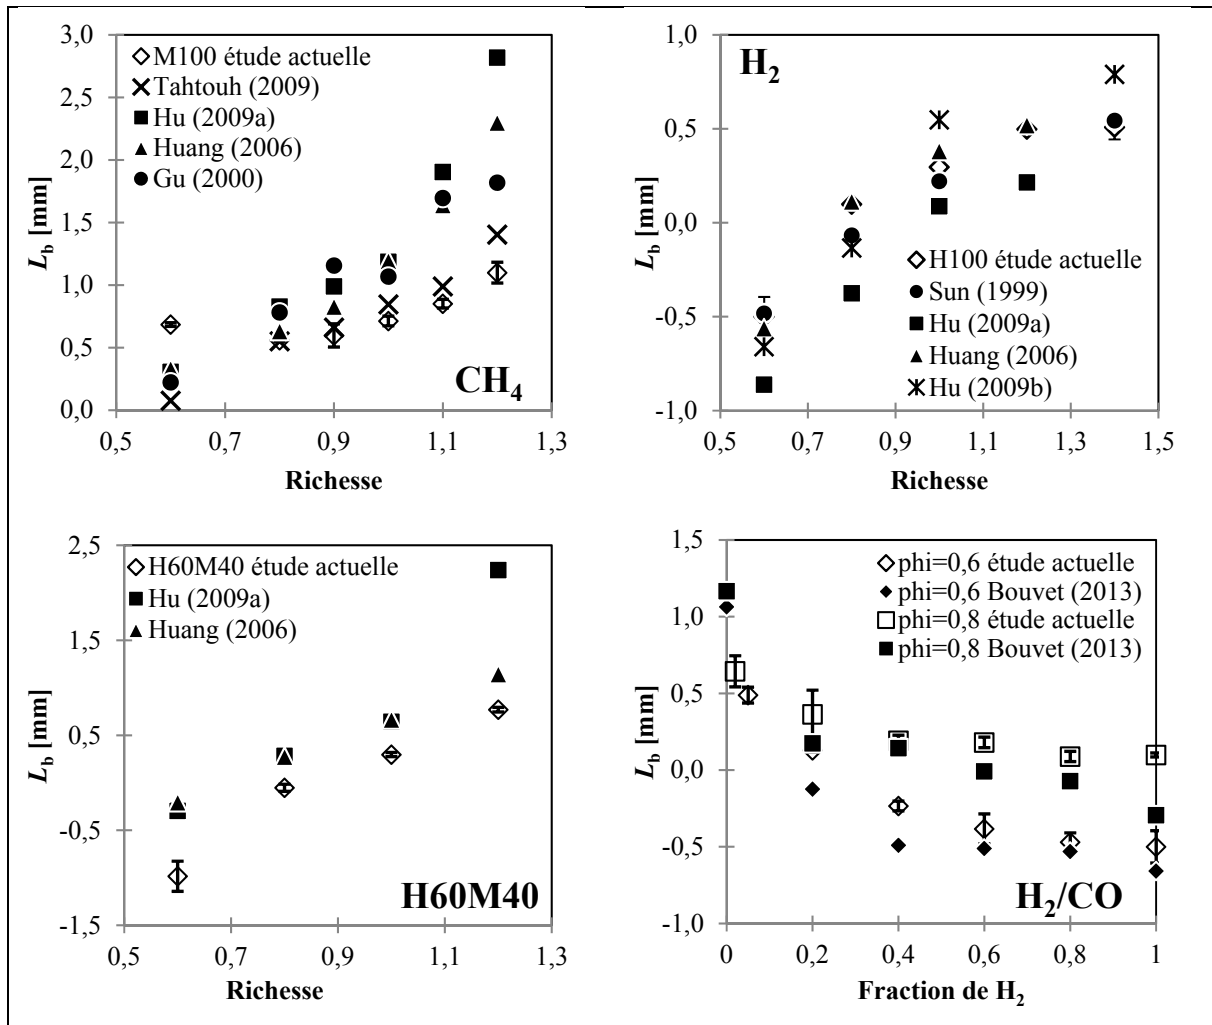 3,0
2,5
2,0
1,5
1,0
0,5
0,0
L_b [mm]
M100 étude actuelle
Tahtouh (2009)
Hu (2009a)
Huang (2006)
Gu (2000)
CH₄
0,5 0,7 0,9 1,1 1,3
Richesse
1,0
0,5
0,0
-0,5
-1,0
L_b [mm]
H₂
H100 étude actuelle
Sun (1999)
Hu (2009a)
Huang (2006)
Hu (2009b)
0,5 0,7 0,9 1,1 1,3 1,5
Richesse
2,5
1,5
0,5
-0,5
-1,5
L_b [mm]
H60M40 étude actuelle
Hu (2009a)
Huang (2006)
H60M40
0,5 0,7 0,9 1,1 1,3
Richesse
1,5
1,0
0,5
0,0
-0,5
-1,0
L_b [mm]
phi=0,6 étude actuelle
phi=0,6 Bouvet (2013)
phi=0,8 étude actuelle
phi=0,8 Bouvet (2013)
H₂/CO
0 0,2 0,4 0,6 0,8 1
Fraction de H₂